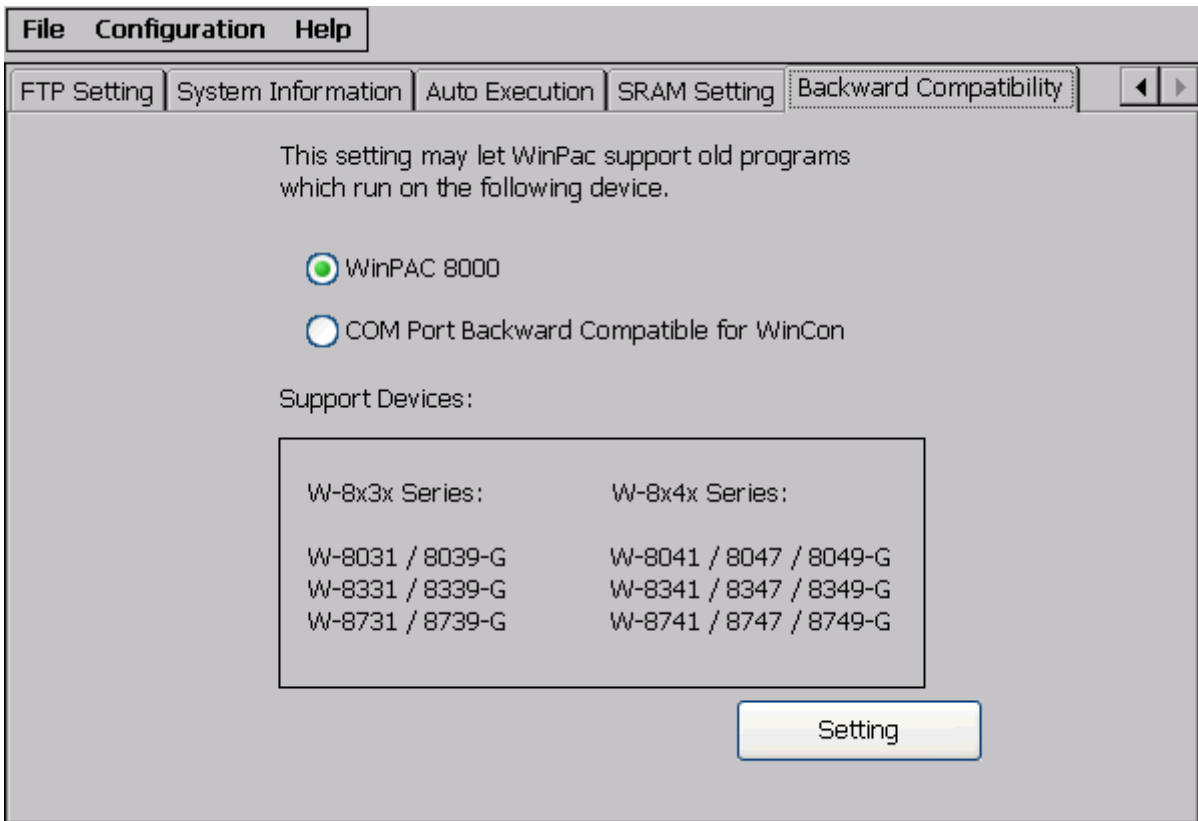 File Configuration Help
FTP Setting System Information Auto Execution SRAM Setting Backward Compatibility
This setting may let WinPac support old programs
which run on the following device.
WinPAC 8000
COM Port Backward Compatible for WinCon
Support Devices:
W-8x3x Series: W-8x4x Series:
W-8031 / 8039-G W-8041 / 8047 / 8049-G
W-8331 / 8339-G W-8341 / 8347 / 8349-G
W-8731 / 8739-G W-8741 / 8747 / 8749-G
Setting